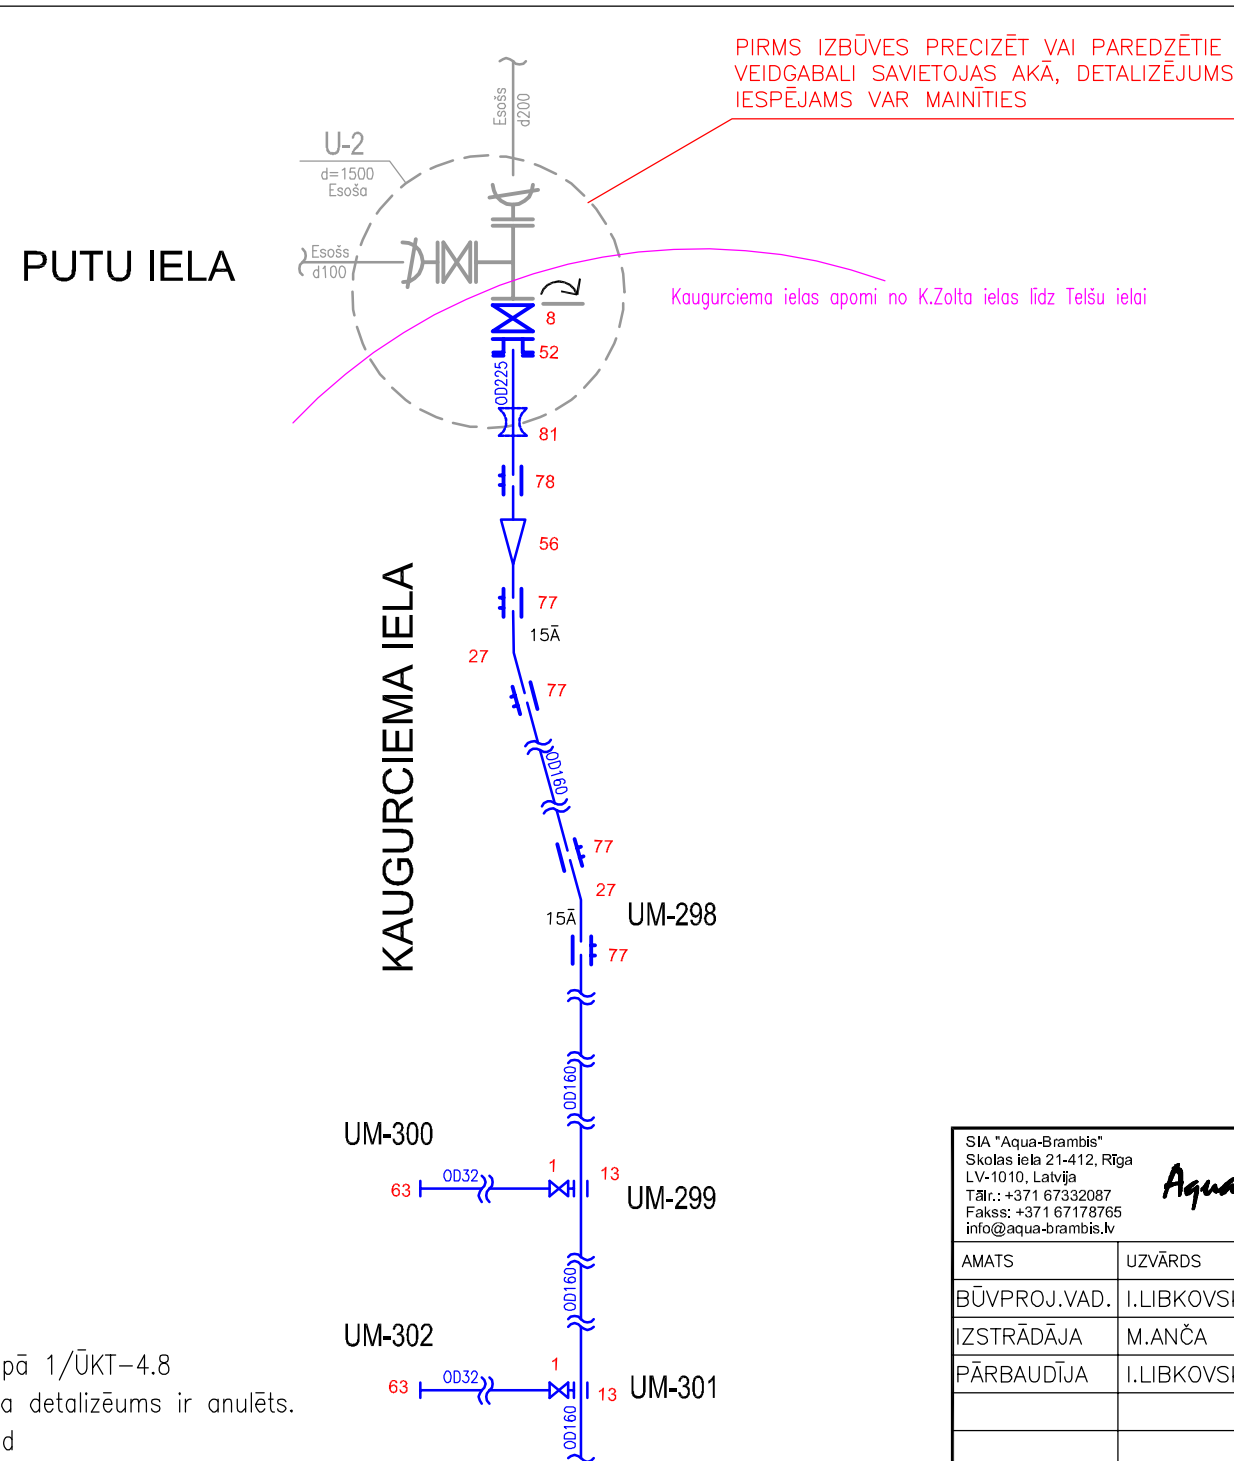 PIRMS IZBŪVES PRECIZĒT VAI PAREDZĒTIE
VEIDGABALI SAVIETOJAS AKĀ, DETALIZĒJUMS
IESPĒJAMS VAR MAINĪTIES
Esošs
d200
U-2
d=1500
Esoša
PUTU IELA
Esošs
d100
Kaugurciema ielas apomi no K.Zolta ielas līdz Telšu ielai
8
52
OD225
81
78
56
77
15Ā
27
77
KAUGURCIEMA IELA
OD160
77
27
15Ā
UM-298
77
OD160
UM-300
1
13
OD32
63
UM-299
OD160
UM-302
1
OD32
63
13
UM-301
OD160
pā 1/ŪKT-4.8
a detalizēums ir anulēts.
d
SIA "Aqua-Brambis"
Skolas iela 21-412, Rīga
LV-1010, Latvija
Tālr.: +371 67332087
Fakss: +371 67178765
info@aqua-brambis.lv
Aqua
AMATS UZVĀRDS
BŪVPROJ.VAD. I.LIBKOVSK
IZSTRĀDĀJA M.ANČA
PĀRBAUDĪJA I.LIBKOVSK